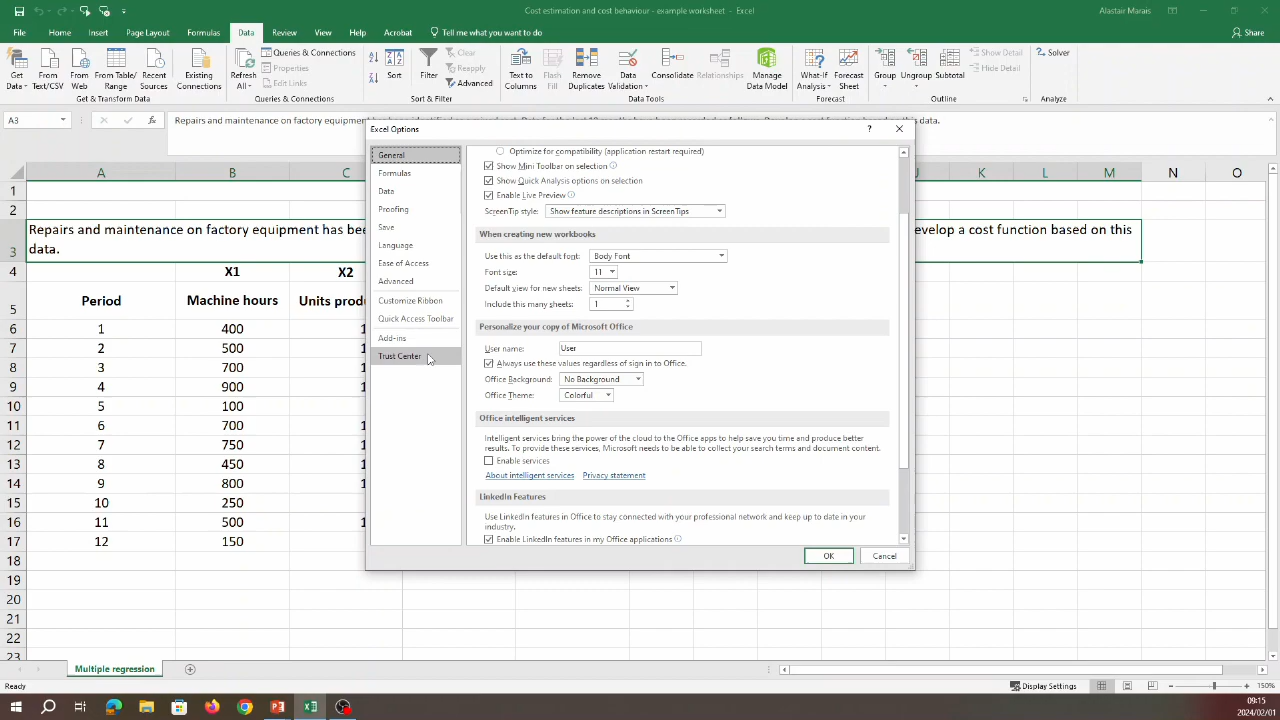 Cost estimation and cost behaviour - example worksheet - Excel
Alastair Marais
File Home Insert Page Layout Formulas Data Review View Help Acrobat Tell me what you want to do
Share
Get Data
From Text/CSV
From Web
From Table/ Range
Recent Sources
Existing Connections
Refresh All
Queries & Connections
Properties
Edit Links
Sort
Filter
Clear
Reapply
Advanced
Text to Columns
Flash Fill
Remove Duplicates
Data Validation
Consolidate
Relationships
Manage Data Model
What-If Analysis
Forecast Sheet
Group
Ungroup
Subtotal
Show Detail
Hide Detail
Solver
Get & Transform Data
Queries & Connections
Sort & Filter
Data Tools
Forecast
Outline
Analyze
A3
fx
Repairs and maintenance on factory equipment
Excel Options
General
Formulas
Data
Proofing
Save
Language
Ease of Access
Advanced
Customize Ribbon
Quick Access Toolbar
Add-ins
Trust Center
Optimize for compatibility (application restart required)
Show Mini Toolbar on selection
Show Quick Analysis options on selection
Enable Live Preview
ScreenTip style: Show feature descriptions in ScreenTips
When creating new workbooks
Use this as the default font: Body Font
Font size: 11
Default view for new sheets: Normal View
Include this many sheets: 1
Personalize your copy of Microsoft Office
User name: User
Always use these values regardless of sign in to Office.
Office Background: No Background
Office Theme: Colorful
Office intelligent services
Intelligent services bring the power of the cloud to the Office apps to help save you time and produce better
results. To provide these services, Microsoft needs to be able to collect your search terms and document content.
Enable services
About intelligent services Privacy statement
LinkedIn Features
Use LinkedIn features in Office to stay connected with your professional network and keep up to date in your
industry.
Enable LinkedIn features in my Office applications
OK Cancel
A B C J K L M N O
1
2
3 Repairs and maintenance on factory equipment has bee
evelop a cost function based on this
data.
4 X1 X2
5 Period Machine hours Units produ
6 1 400 1
7 2 500 1
8 3 700 1
9 4 900 1
10 5 100 1
11 6 700 1
12 7 750 1
13 8 450 1
14 9 800 1
15 10 250
16 11 500 1
17 12 150
18
19
20
21
22
23
Multiple regression
Ready
Display Settings
150%
09:15
2024/02/01